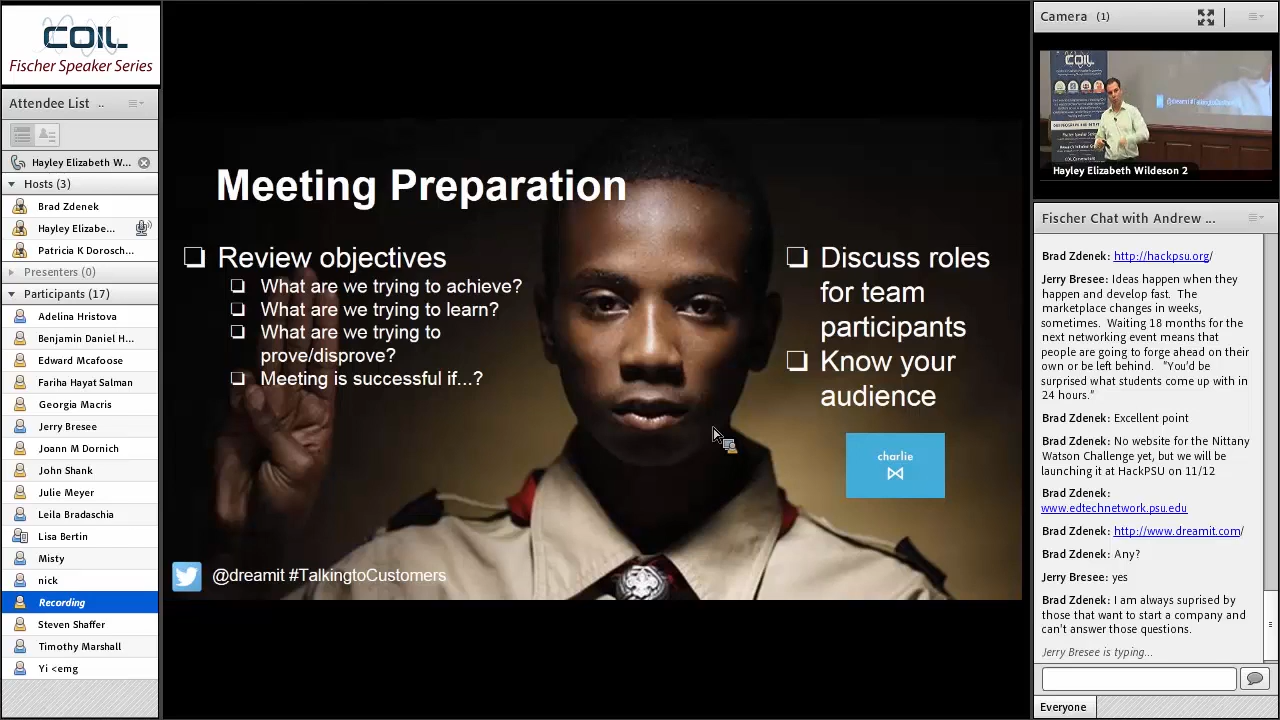 COIL
Fischer Speaker Series
Attendee List ..
Hayley Elizabeth W...
Hosts (3)
Brad Zdenek
Hayley Elizabe...
Patricia K Dorosch...
Presenters (0)
Participants (17)
Adelina Hristova
Benjamin Daniel H...
Edward Mcafoose
Fariha Hayat Salman
Georgia Macris
Jerry Bresee
Joann M Dornich
John Shank
Julie Meyer
Leila Bradaschia
Lisa Bertin
Misty
nick
Recording
Steven Shaffer
Timothy Marshall
Yi <emg
Meeting Preparation
Review objectives
What are we trying to achieve?
What are we trying to learn?
What are we trying to
prove/disprove?
Meeting is successful if...?
Discuss roles
for team
participants
Know your
audience
charlie
@dreamit #TalkingtoCustomers
Camera (1)
COIL
Hayley Elizabeth Wildeson 2
Fischer Chat with Andrew ...
Brad Zdenek: http://hackpsu.org/
Jerry Bresee: Ideas happen when they
happen and develop fast. The
marketplace changes in weeks,
sometimes. Waiting 18 months for the
next networking event means that
people are going to forge ahead on their
own or be left behind. "You'd be
surprised what students come up with in
24 hours."
Brad Zdenek: Excellent point
Brad Zdenek: No website for the Nittany
Watson Challenge yet, but we will be
launching it at HackPSU on 11/12
Brad Zdenek:
www.edtechnetwork.psu.edu
Brad Zdenek: http://www.dreamit.com/
Brad Zdenek: Any?
Jerry Bresee: yes
Brad Zdenek: I am always suprised by
those that want to start a company and
can't answer those questions.
Jerry Bresee is typing...
Everyone